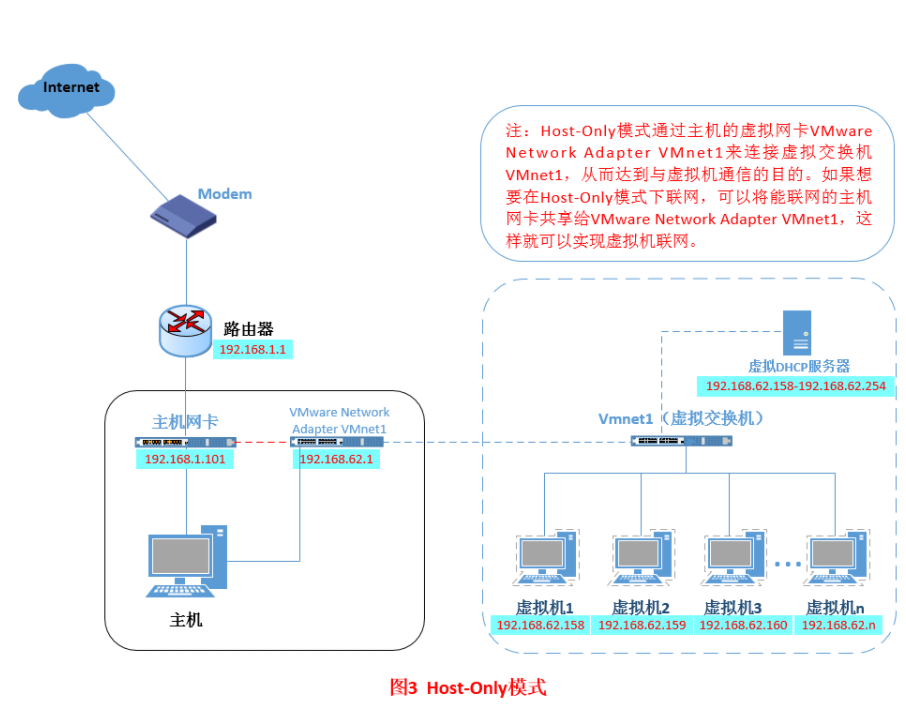 Internet
注：Host-Only模式通过主机的虚拟网卡VMware
Network Adapter VMnet1来连接虚拟交换机
VMnet1，从而达到与虚拟机通信的目的。如果想
要在Host-Only模式下联网，可以将能联网的主机
网卡共享给VMware Network Adapter VMnet1，这
样就可以实现虚拟机联网。
Modem
路由器
192.168.1.1
虚拟DHCP服务器
192.168.62.158-192.168.62.254
主机网卡
192.168.1.101
VMware Network
Adapter VMnet1
192.168.62.1
Vmnet1（虚拟交换机）
主机
虚拟机1
192.168.62.158
虚拟机2
192.168.62.159
虚拟机3
192.168.62.160
虚拟机n
192.168.62.n
图3 Host-Only模式